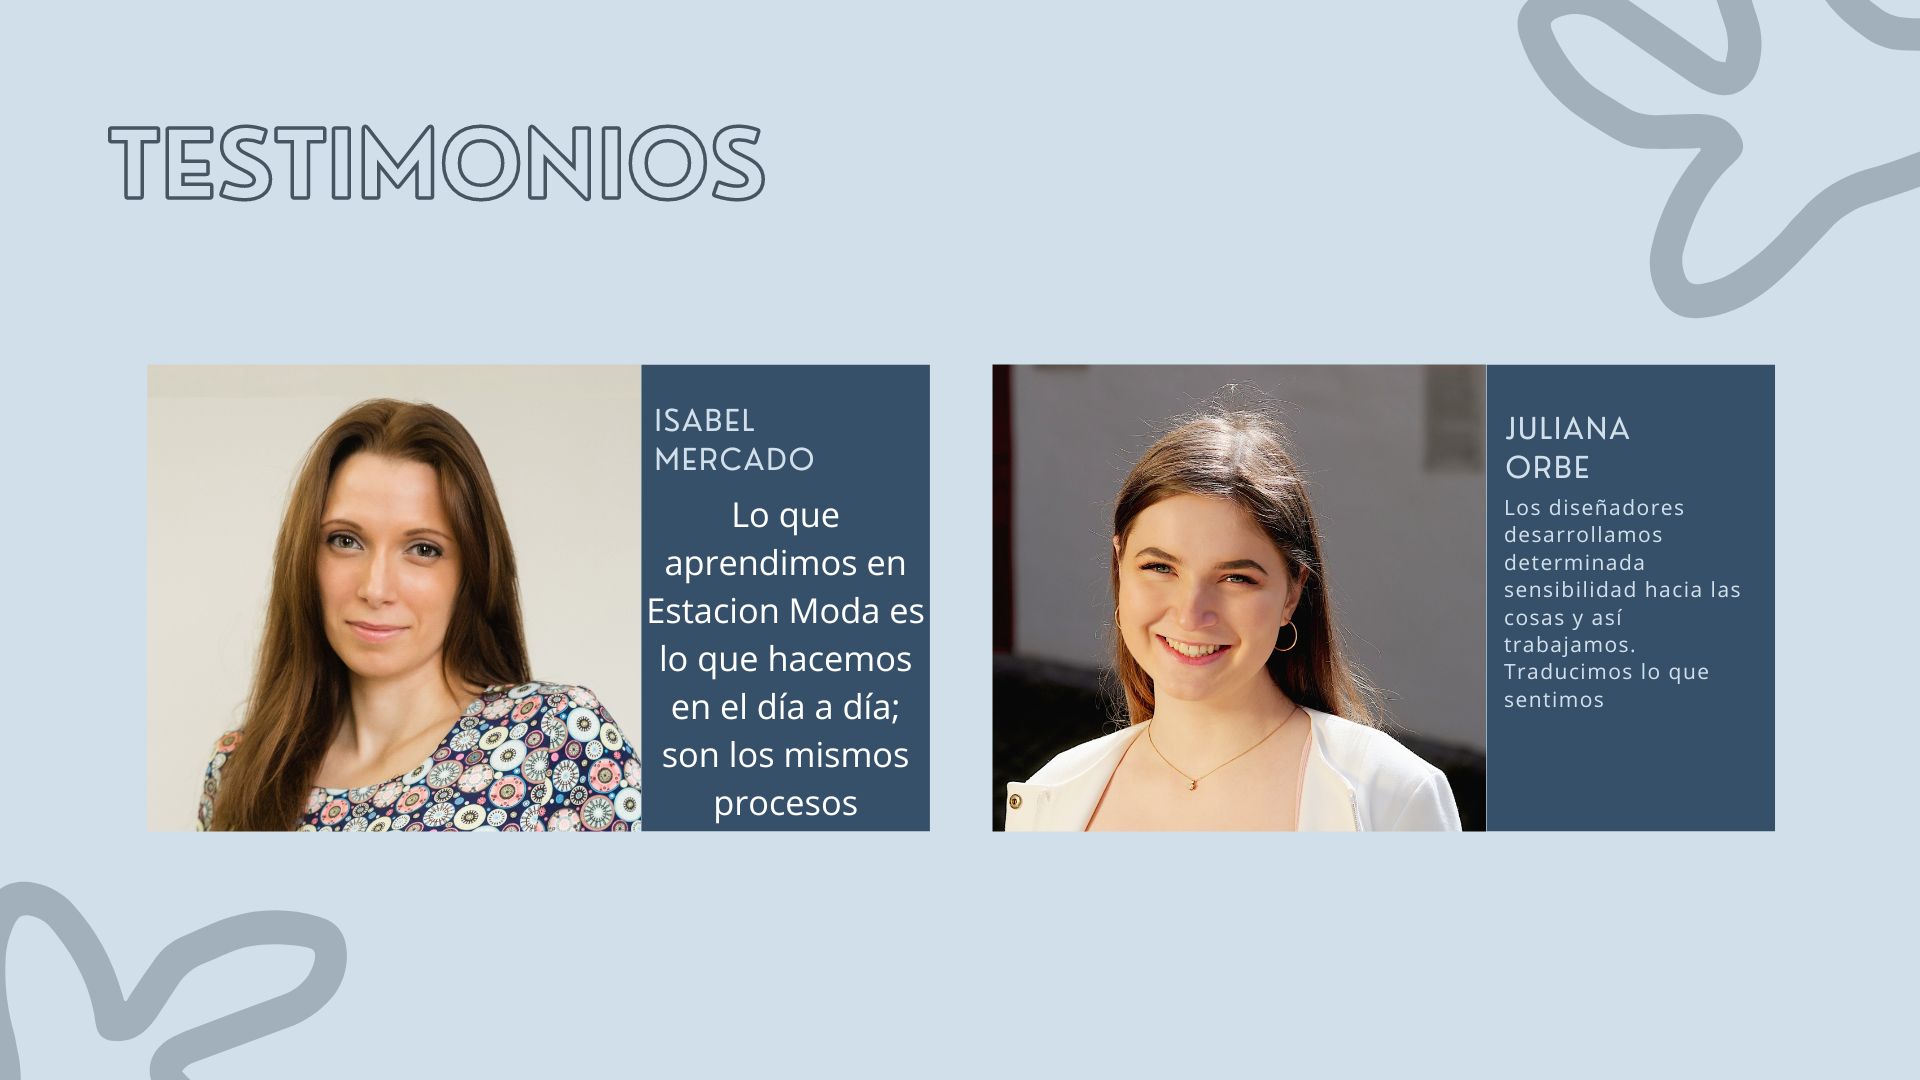 TESTIMONIOS
ISABEL
MERCADO
Lo que
aprendimos en
Estacion Moda es
lo que hacemos
en el día a día;
son los mismos
procesos
JULIANA
ORBE
Los diseñadores
desarrollamos
determinada
sensibilidad hacia las
cosas y así
trabajamos.
Traducimos lo que
sentimos